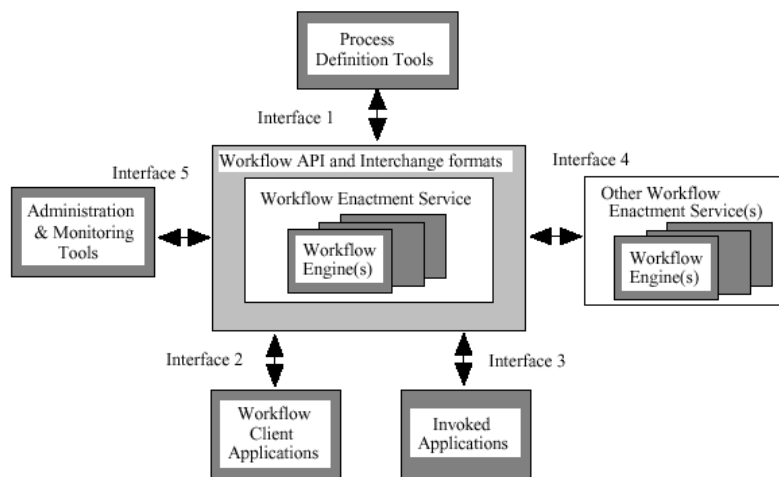 Process
Definition Tools
Interface 1
Workflow API and Interchange formats
Interface 4
Interface 5
Workflow Enactment Service
Other Workflow
Enactment Service(s)
Administration
& Monitoring
Tools
Workflow
Engine(s)
Workflow
Engine(s)
Interface 2
Interface 3
Workflow
Client
Applications
Invoked
Applications